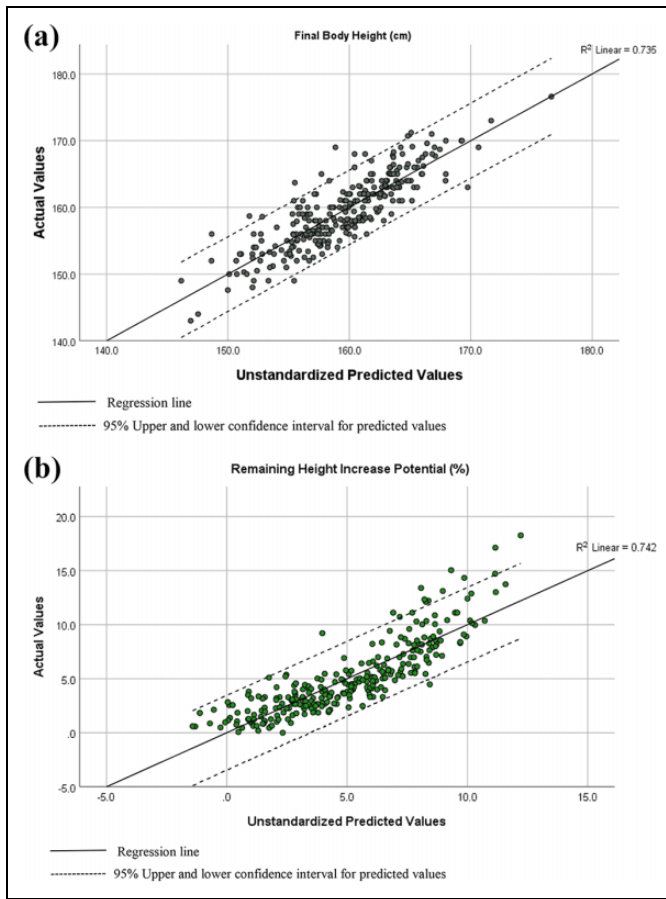 (a)
Final Body Height (cm)
R² Linear = 0.735
180.0
170.0
160.0
150.0
140.0
Actual Values
140.0 150.0 160.0 170.0 180.0
Unstandardized Predicted Values
Regression line
95% Upper and lower confidence interval for predicted values
(b)
Remaining Height Increase Potential (%)
R² Linear = 0.742
20.0
15.0
10.0
5.0
.0
-5.0
Actual Values
-5.0 .0 5.0 10.0 15.0
Unstandardized Predicted Values
Regression line
95% Upper and lower confidence interval for predicted values